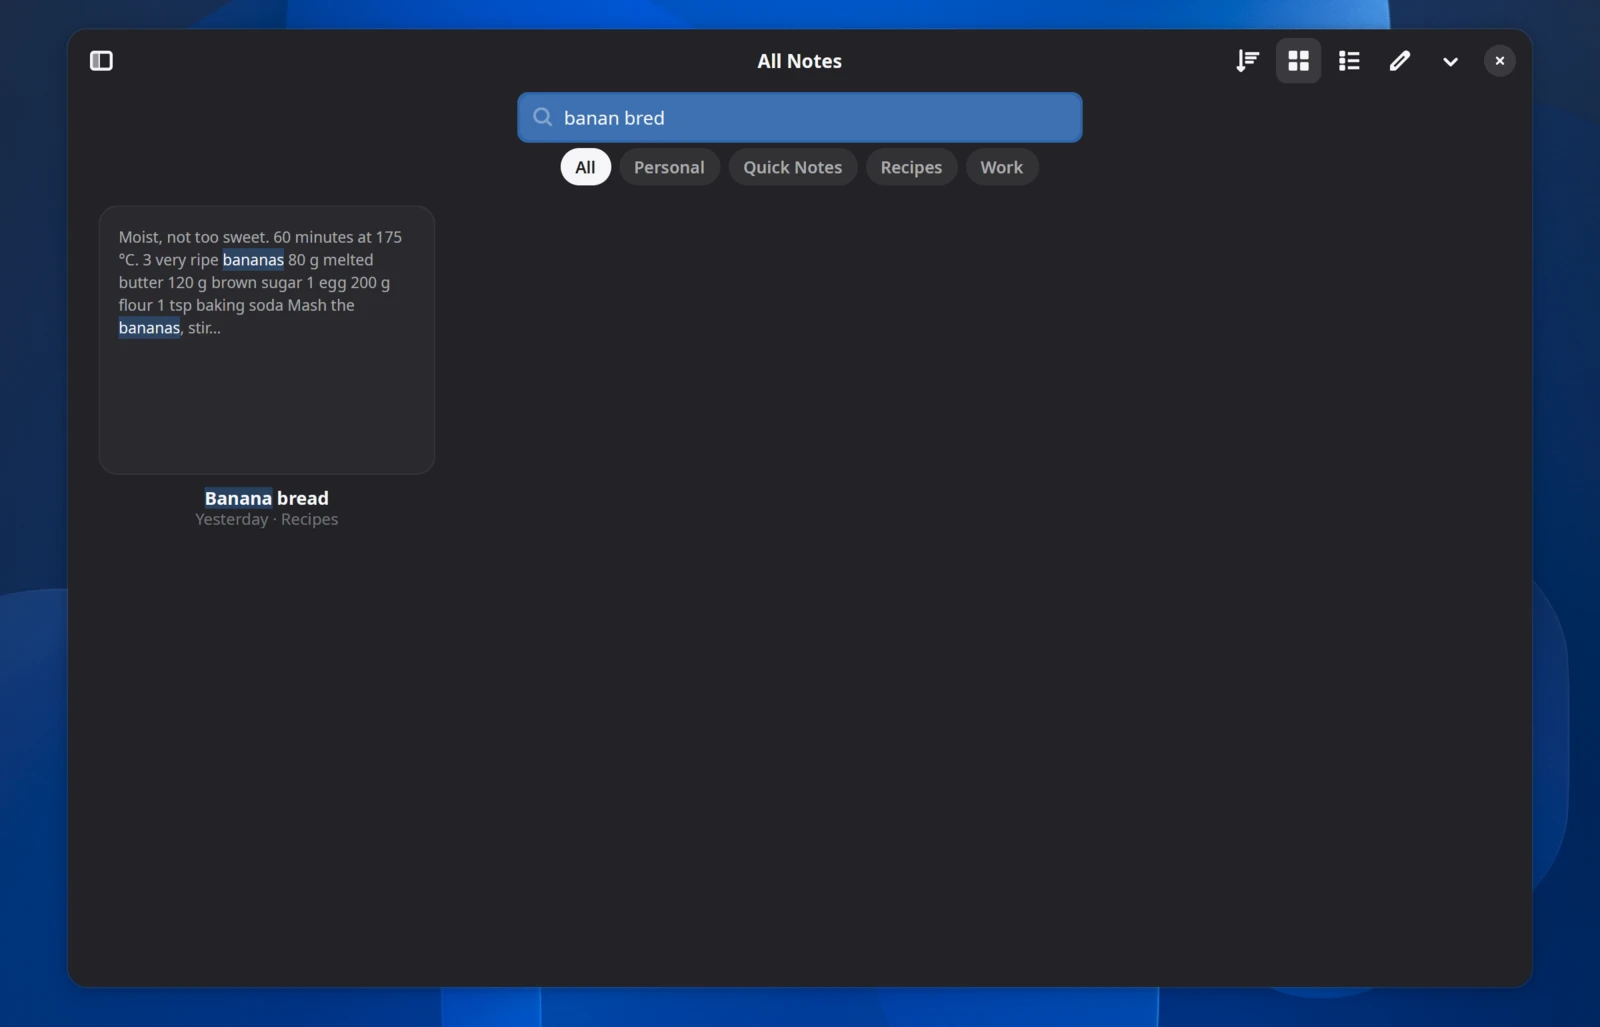 All Notes
banan bred
All
Personal
Quick Notes
Recipes
Work
Moist, not too sweet. 60 minutes at 175
°C. 3 very ripe bananas 80 g melted
butter 120 g brown sugar 1 egg 200 g
flour 1 tsp baking soda Mash the
bananas, stir...
Banana bread
Yesterday · Recipes